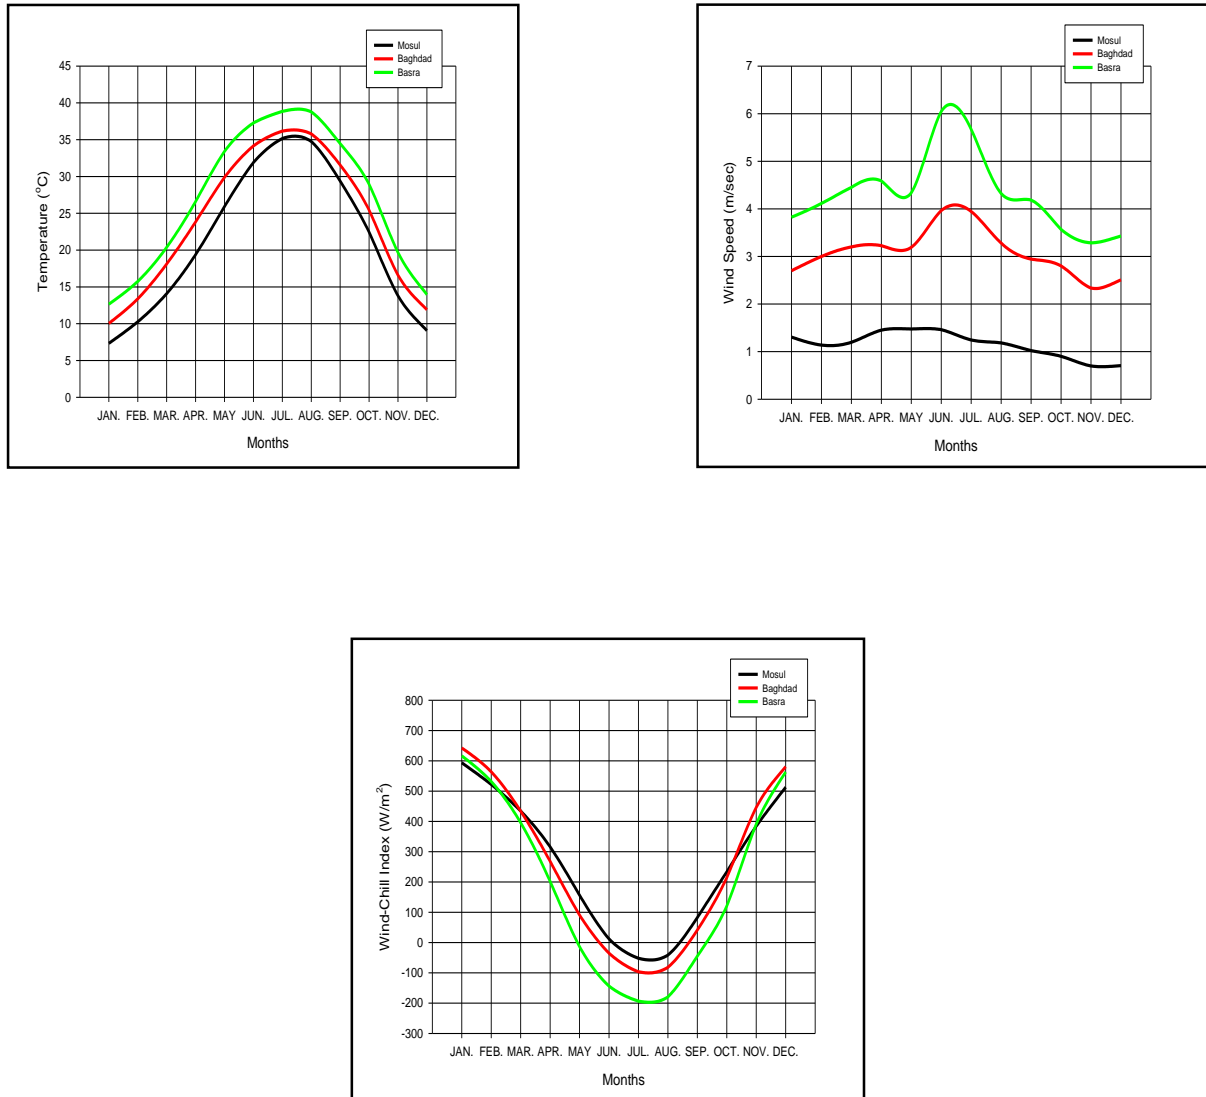 Mosul
Baghdad
Basra
45
40
35
30
25
20
15
10
5
0
Temperature (°C)
JAN. FEB. MAR. APR. MAY JUN. JUL. AUG. SEP. OCT. NOV. DEC.
Months
Mosul
Baghdad
Basra
7
6
5
4
3
2
1
0
Wind Speed (m/sec)
JAN. FEB. MAR. APR. MAY JUN. JUL. AUG. SEP. OCT. NOV. DEC.
Months
Mosul
Baghdad
Basra
800
700
600
500
400
300
200
100
0
-100
-200
-300
Wind-Chill Index (W/m²)
JAN. FEB. MAR. APR. MAY JUN. JUL. AUG. SEP. OCT. NOV. DEC.
Months